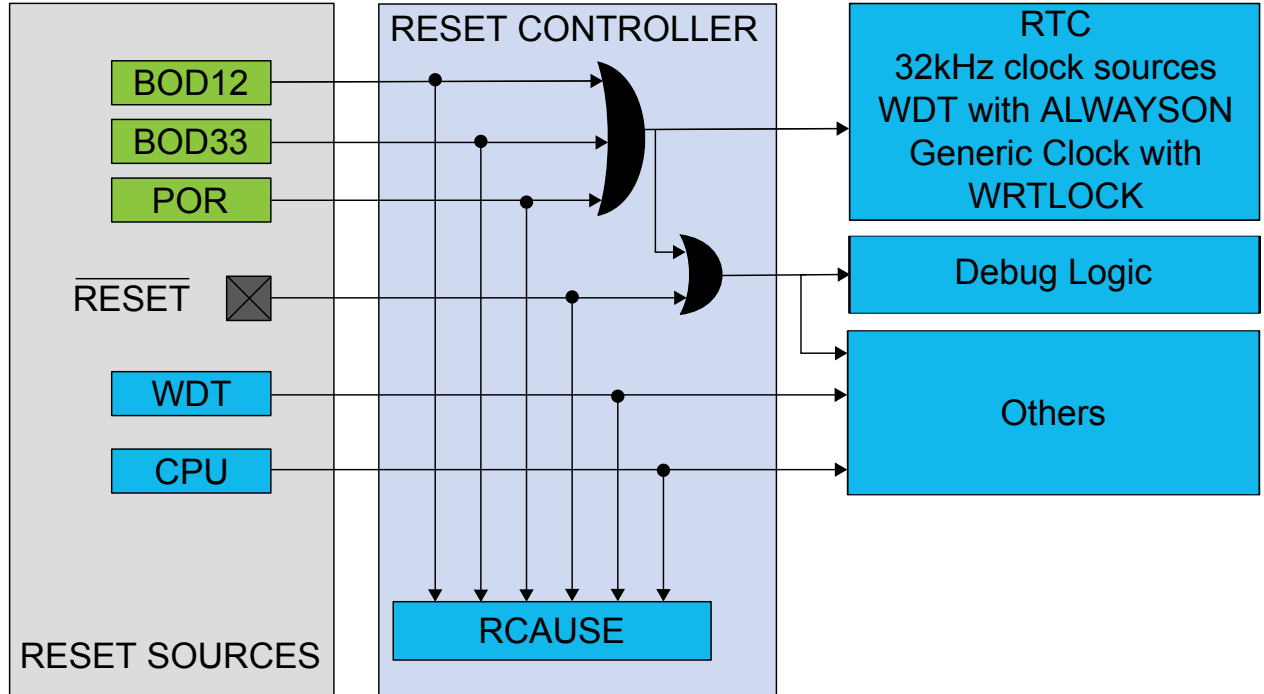 RESET CONTROLLER
BOD12
BOD33
POR
RESET
WDT
CPU
RCAUSE
RESET SOURCES
RTC
32kHz clock sources
WDT with ALWAYSON
Generic Clock with
WRTLOCK
Debug Logic
Others